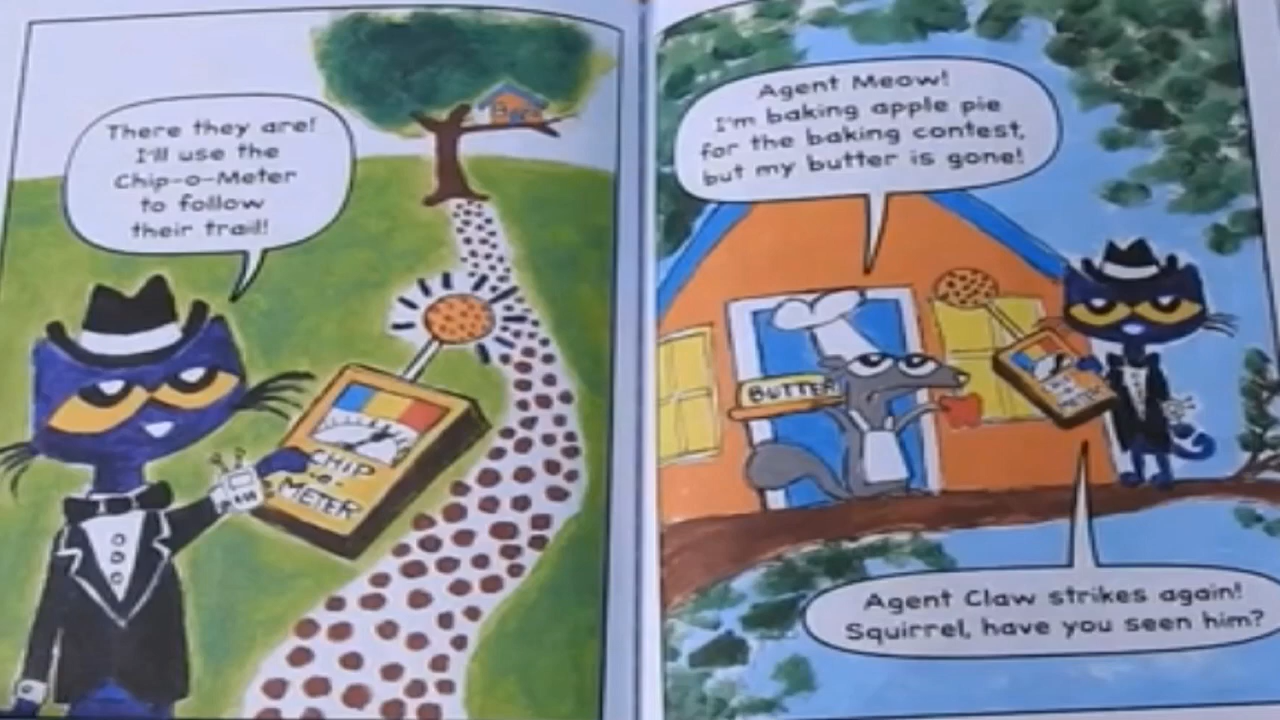 There they are!
I'll use the
Chip-o-Meter
to follow
their trail!
CHIP
-o-
METER
Agent Meow!
I'm baking apple pie
for the baking contest,
but my butter is gone!
BUTTER
Agent Claw strikes again!
Squirrel, have you seen him?